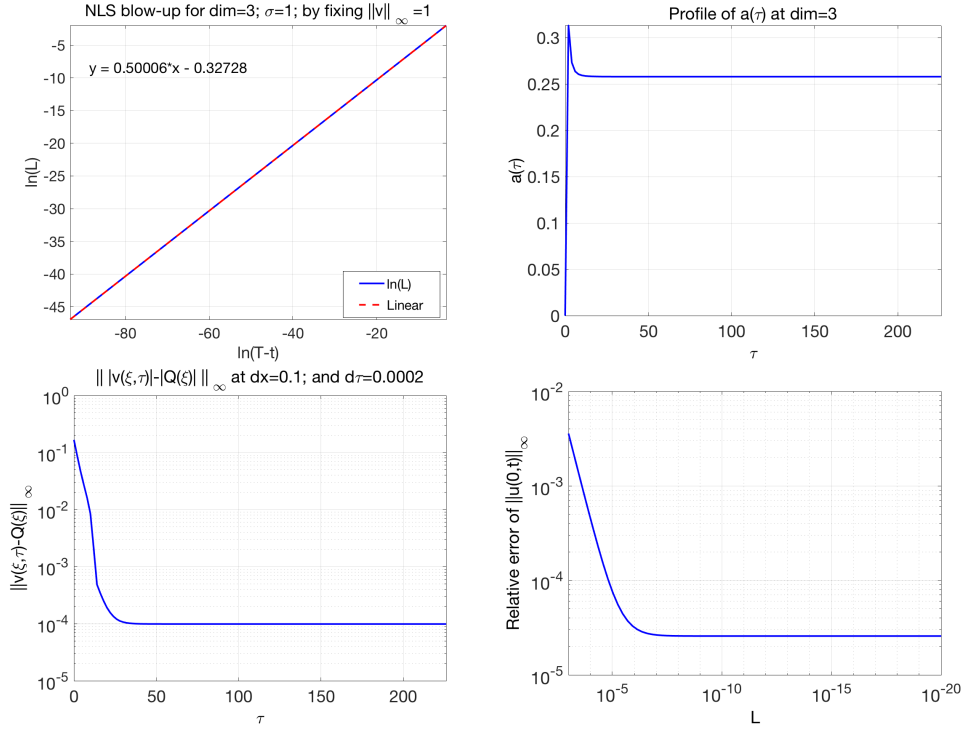 NLS blow-up for dim=3; σ=1; by fixing ||v||∞ =1
y = 0.50006*x - 0.32728
ln(L)
-5
-10
-15
-20
-25
-30
-35
-40
-45
-80 -60 -40 -20
ln(T-t)
ln(L)
Linear
Profile of a(τ) at dim=3
a(τ)
0.3
0.25
0.2
0.15
0.1
0.05
0
0 50 100 150 200
τ
|| |v(ξ,τ)|-|Q(ξ)| ||∞ at dx=0.1; and dτ=0.0002
||v(ξ,τ)-Q(ξ)||∞
10^0
10^-1
10^-2
10^-3
10^-4
10^-5
0 50 100 150 200
τ
Relative error of ||u(0,t)||∞
10^-2
10^-3
10^-4
10^-5
10^-5 10^-10 10^-15 10^-20
L